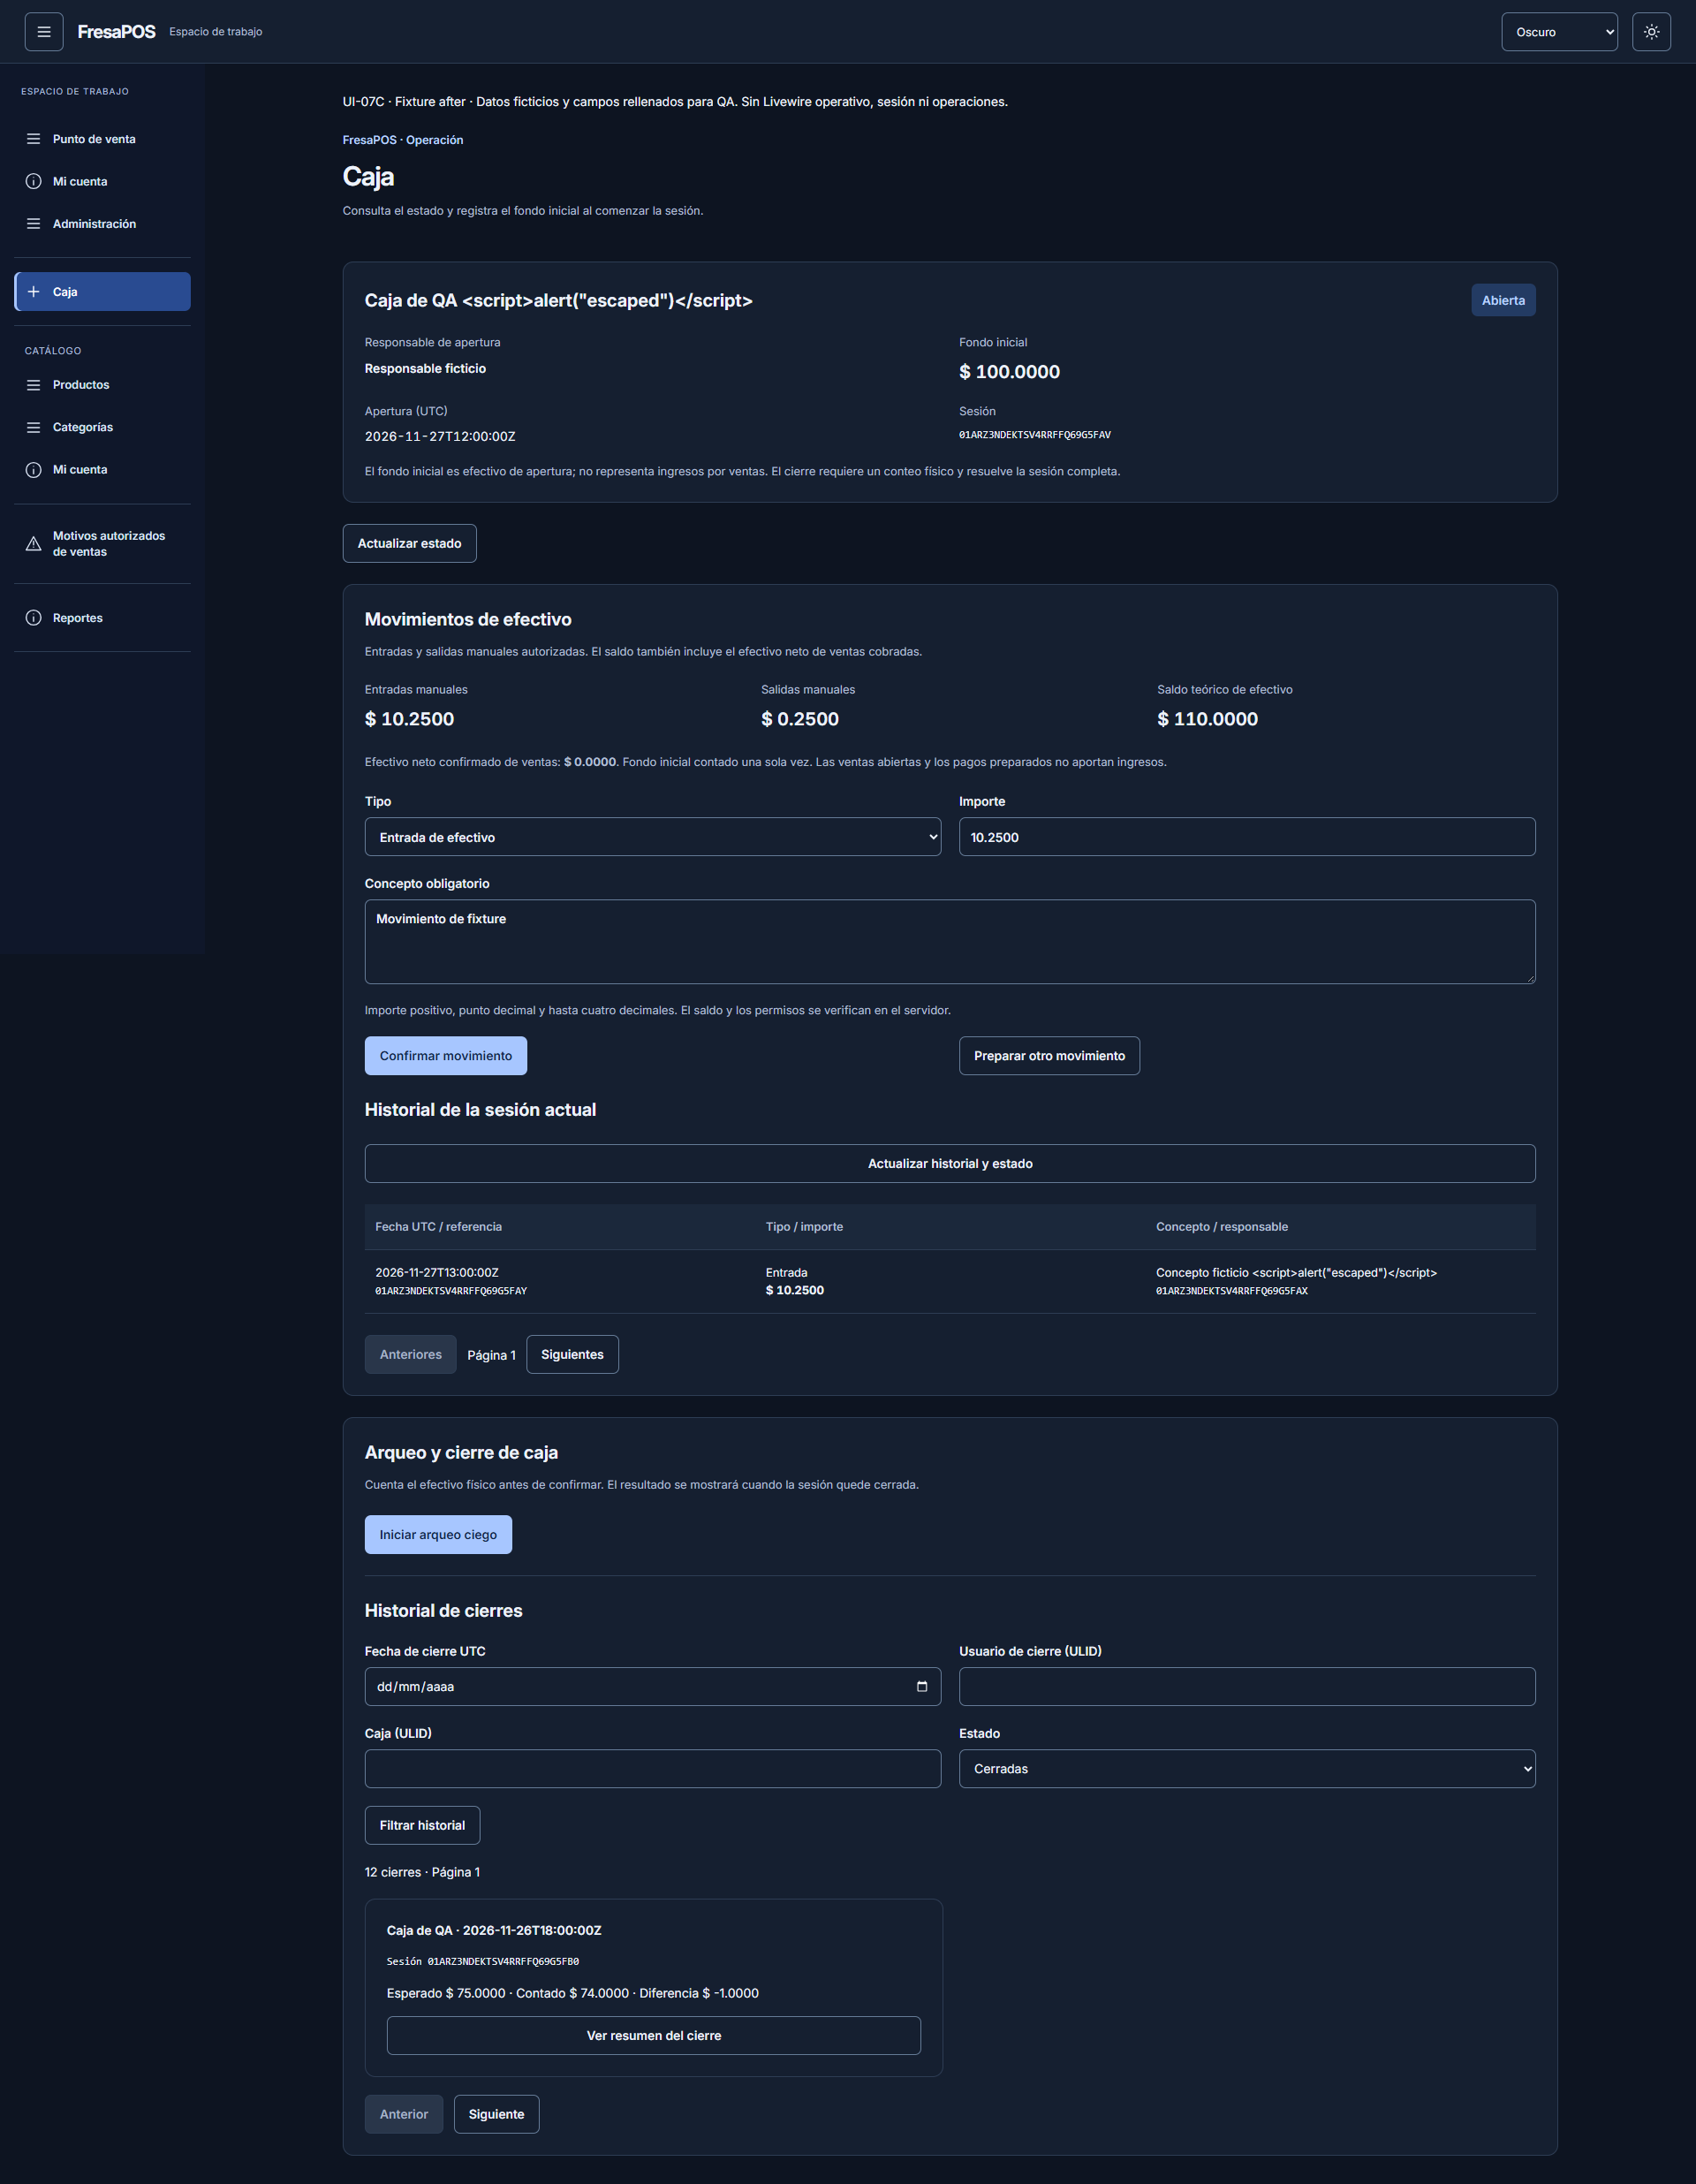 FresaPOS Espacio de trabajo Oscuro
ESPACIO DE TRABAJO
Punto de venta
Mi cuenta
Administración
Caja
CATÁLOGO
Productos
Categorías
Mi cuenta
Motivos autorizados
de ventas
Reportes
UI-07C · Fixture after · Datos ficticios y campos rellenados para QA. Sin Livewire operativo, sesión ni operaciones.
FresaPOS · Operación
Caja
Consulta el estado y registra el fondo inicial al comenzar la sesión.
Caja de QA <script>alert("escaped")</script> Abierta
Responsable de apertura Fondo inicial
Responsable ficticio $ 100.0000
Apertura (UTC) Sesión
2026-11-27T12:00:00Z 01ARZ3NDEKTSV4RRFFQ69G5FAV
El fondo inicial es efectivo de apertura; no representa ingresos por ventas. El cierre requiere un conteo físico y resuelve la sesión completa.
Actualizar estado
Movimientos de efectivo
Entradas y salidas manuales autorizadas. El saldo también incluye el efectivo neto de ventas cobradas.
Entradas manuales Salidas manuales Saldo teórico de efectivo
$ 10.2500 $ 0.2500 $ 110.0000
Efectivo neto confirmado de ventas: $ 0.0000. Fondo inicial contado una sola vez. Las ventas abiertas y los pagos preparados no aportan ingresos.
Tipo Importe
Entrada de efectivo 10.2500
Concepto obligatorio
Movimiento de fixture
Importe positivo, punto decimal y hasta cuatro decimales. El saldo y los permisos se verifican en el servidor.
Confirmar movimiento Preparar otro movimiento
Historial de la sesión actual
Actualizar historial y estado
Fecha UTC / referencia Tipo / importe Concepto / responsable
2026-11-27T13:00:00Z Entrada Concepto ficticio <script>alert("escaped")</script>
01ARZ3NDEKTSV4RRFFQ69G5FAY $ 10.2500 01ARZ3NDEKTSV4RRFFQ69G5FAX
Anteriores Página 1 Siguientes
Arqueo y cierre de caja
Cuenta el efectivo físico antes de confirmar. El resultado se mostrará cuando la sesión quede cerrada.
Iniciar arqueo ciego
Historial de cierres
Fecha de cierre UTC Usuario de cierre (ULID)
dd/mm/aaaa
Caja (ULID) Estado
Cerradas
Filtrar historial
12 cierres · Página 1
Caja de QA · 2026-11-26T18:00:00Z
Sesión 01ARZ3NDEKTSV4RRFFQ69G5FB0
Esperado $ 75.0000 · Contado $ 74.0000 · Diferencia $ -1.0000
Ver resumen del cierre
Anterior Siguiente